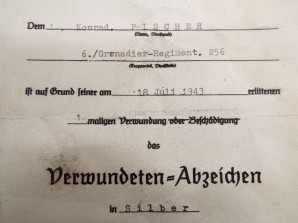 Dem Konrad, FISCHER
(Name, Dienstgrad)
6./Grenadier-Regiment. 256
(Truppenteil, Dienststelle)
ist auf Grund seiner am 18 Juli 1943 erlittenen
maligen Verwundung oder Beschädigung
das
Verwundeten=Abzeichen
in Silber